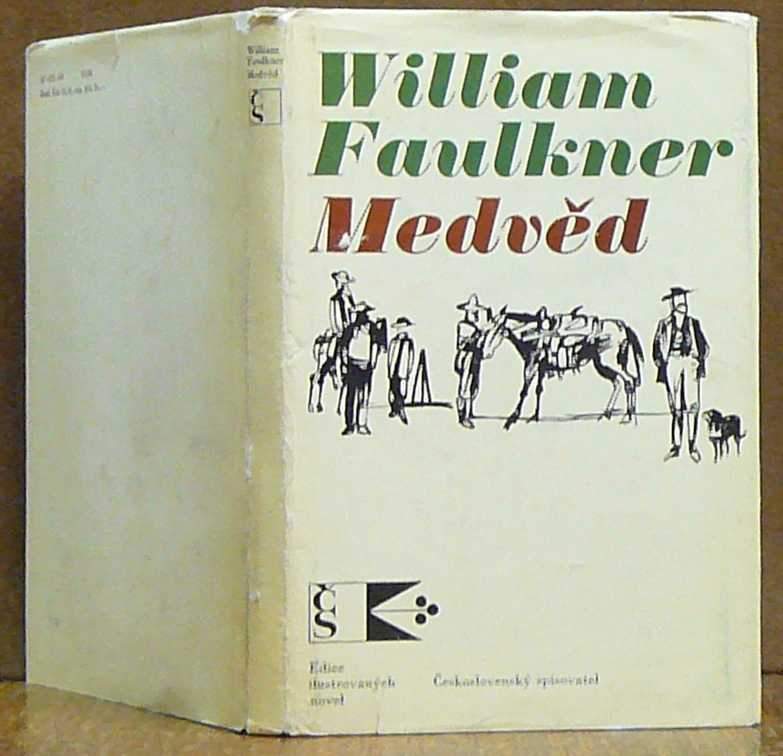 William
Faulkner
Medvěd
ČS
William
Faulkner
Medvěd
ČS
Edice
ilustrovaných
novel
Československý spisovatel